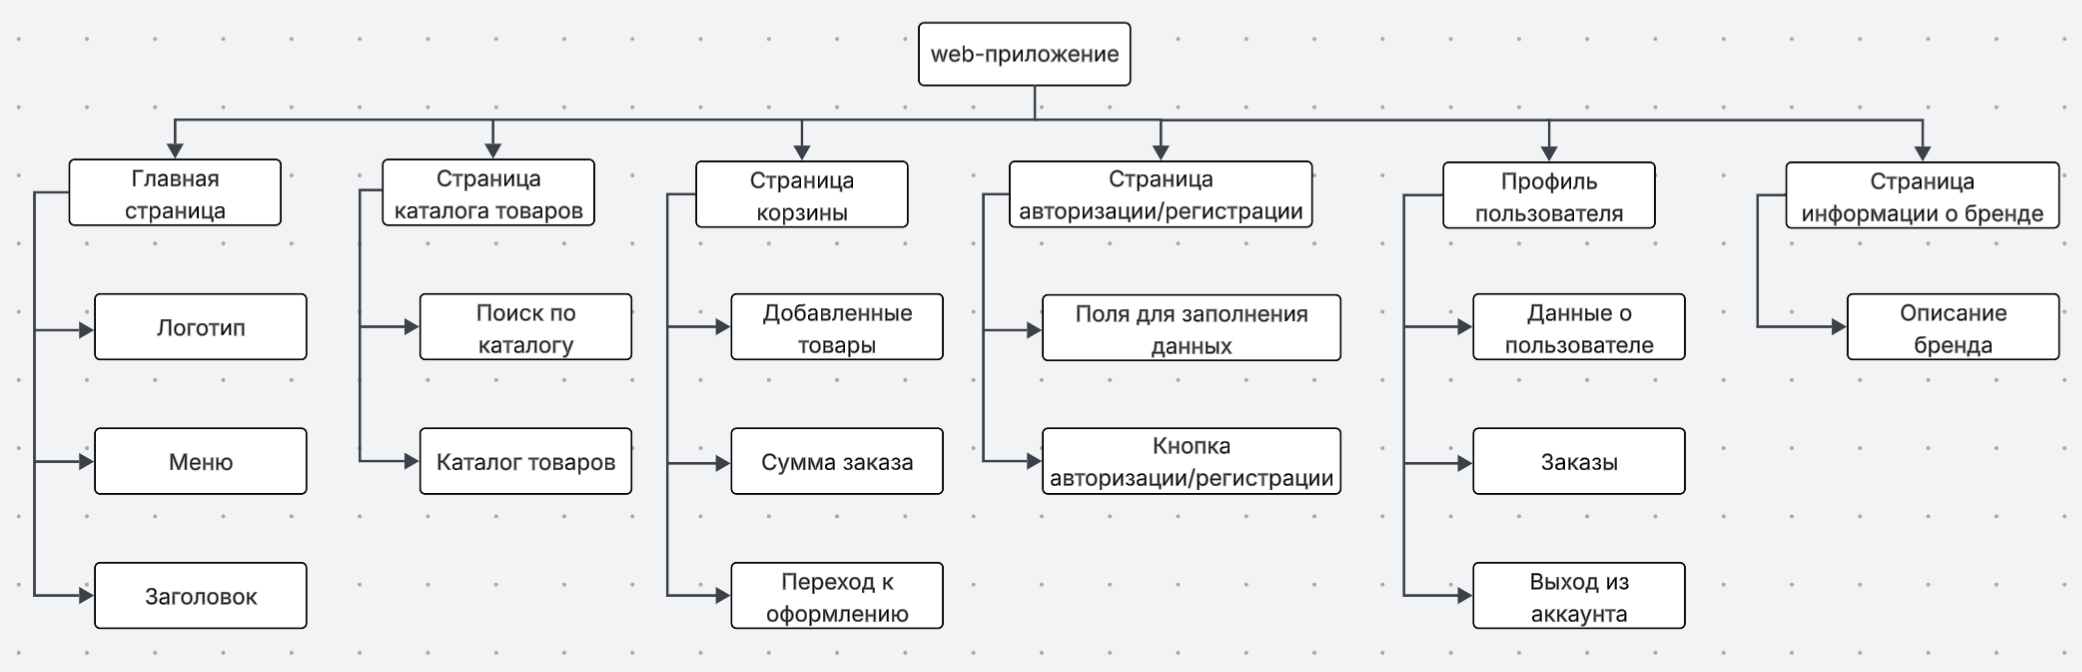 web-приложение
Главная
страница
Страница
каталога товаров
Страница
корзины
Страница
авторизации/регистрации
Профиль
пользователя
Страница
информации о бренде
Логотип
Поиск по
каталогу
Добавленные
товары
Поля для заполнения
данных
Данные о
пользователе
Описание
бренда
Меню
Каталог товаров
Сумма заказа
Кнопка
авторизации/регистрации
Заказы
Заголовок
Переход к
оформлению
Выход из
аккаунта